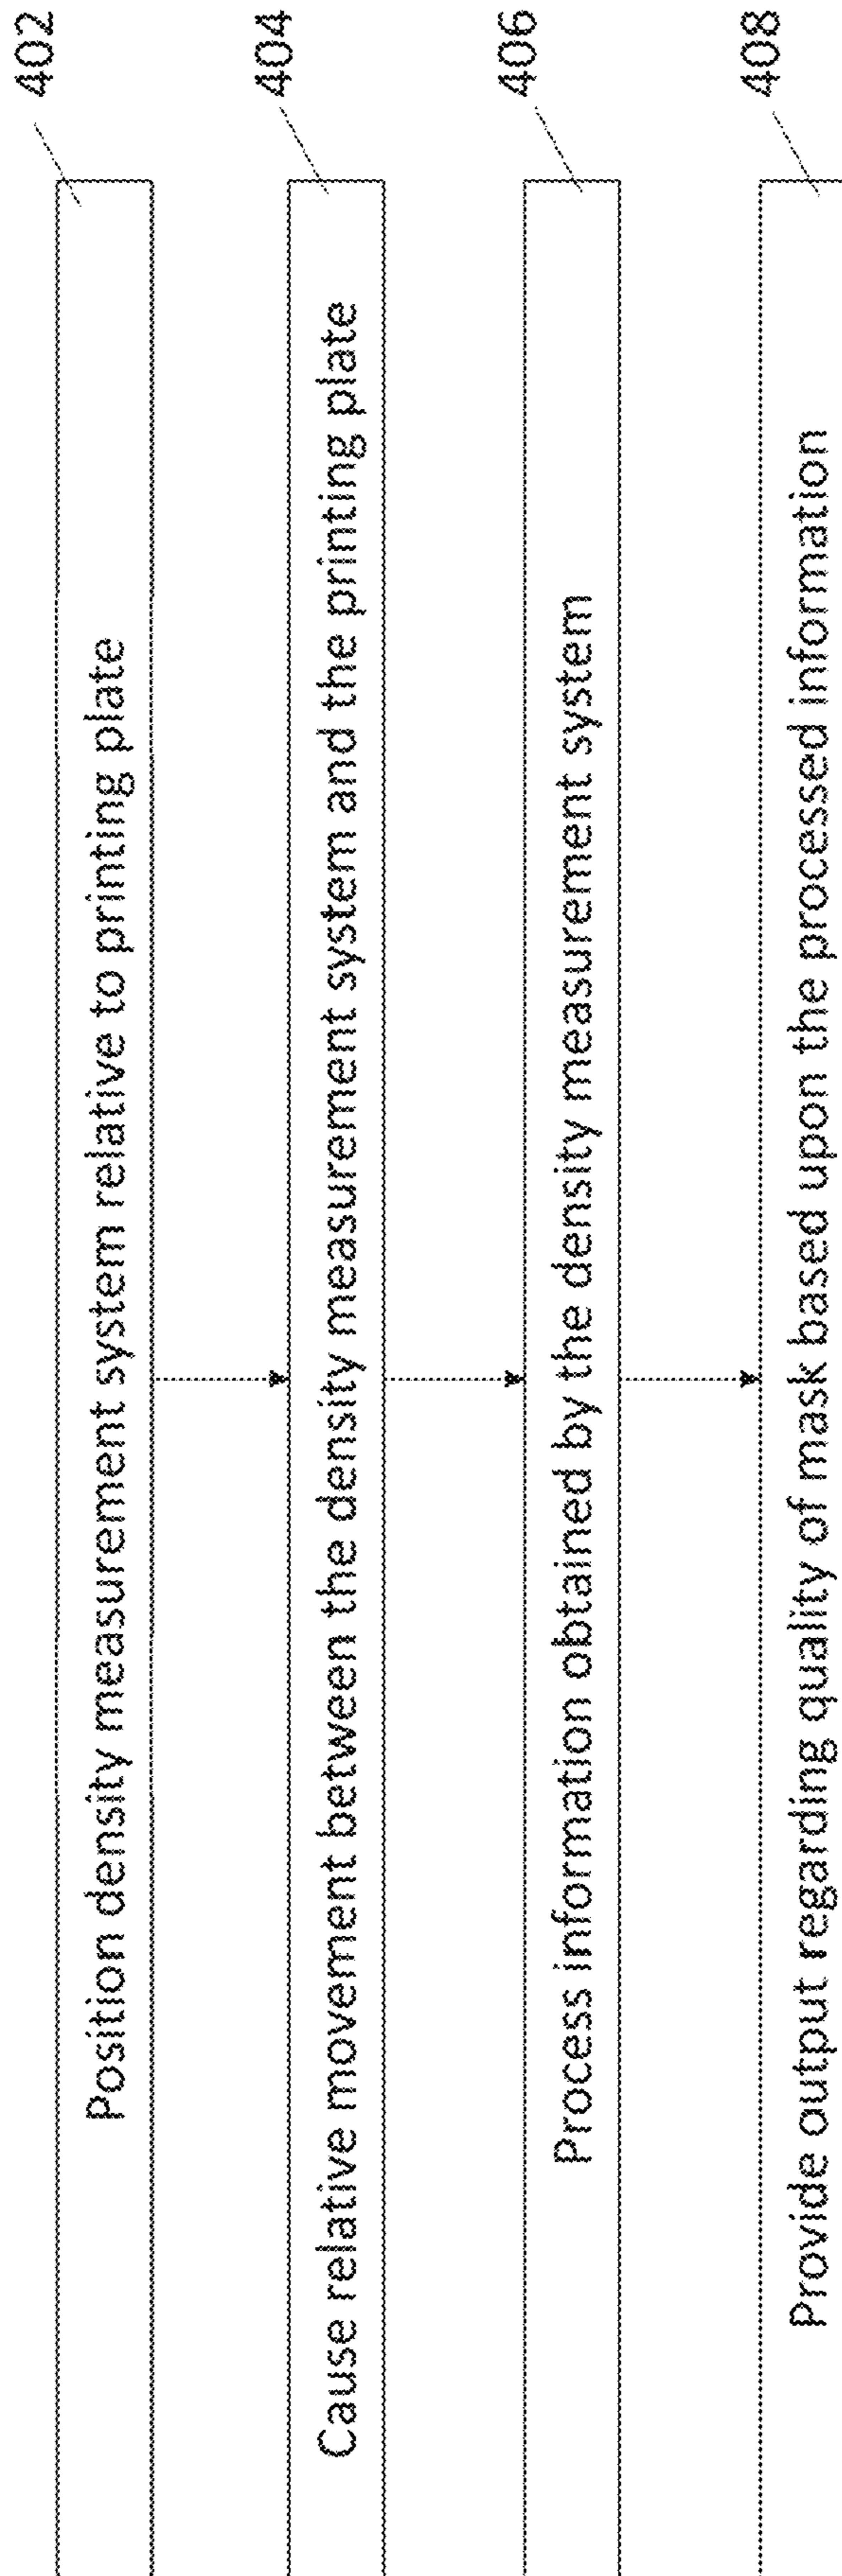 402
Position density measurement system relative to printing plate
404
Cause relative movement between the density measurement system and the printing plate
406
Process information obtained by the density measurement system
408
Provide output regarding quality of mask based upon the processed information